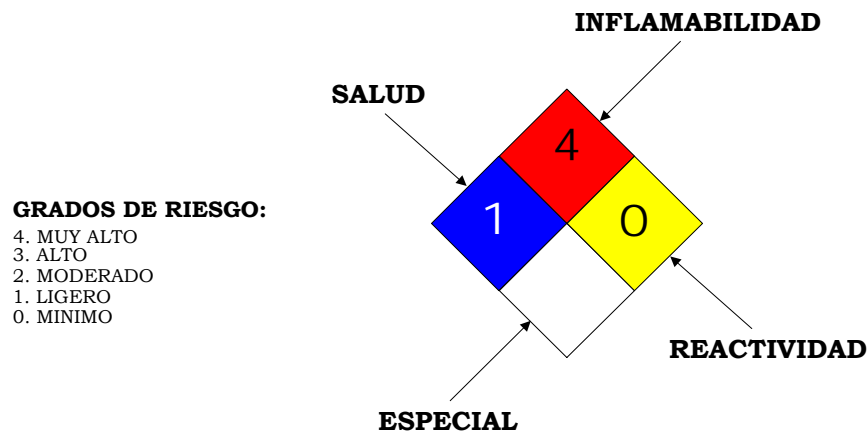 INFLAMABILIDAD
SALUD
4
1
0
GRADOS DE RIESGO:
4. MUY ALTO
3. ALTO
2. MODERADO
1. LIGERO
0. MINIMO
REACTIVIDAD
ESPECIAL